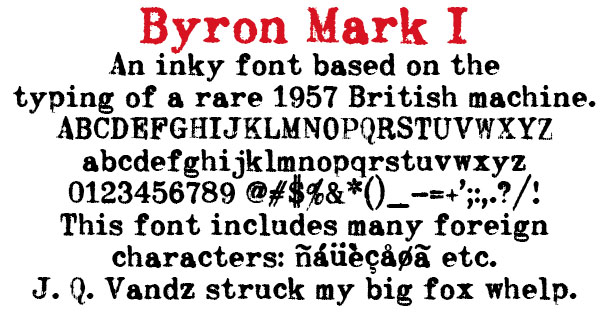 Byron Mark I
An inky font based on the
typing of a rare 1957 British machine.
ABCDEFGHIJKLMNOPQRSTUVWXYZ
abcdefghijklmnopqrstuvwxyz
0123456789 @#$%&*()_-=+';:,.?/!
This font includes many foreign
characters: ñáüèçåøã etc.
J. Q. Vandz struck my big fox whelp.